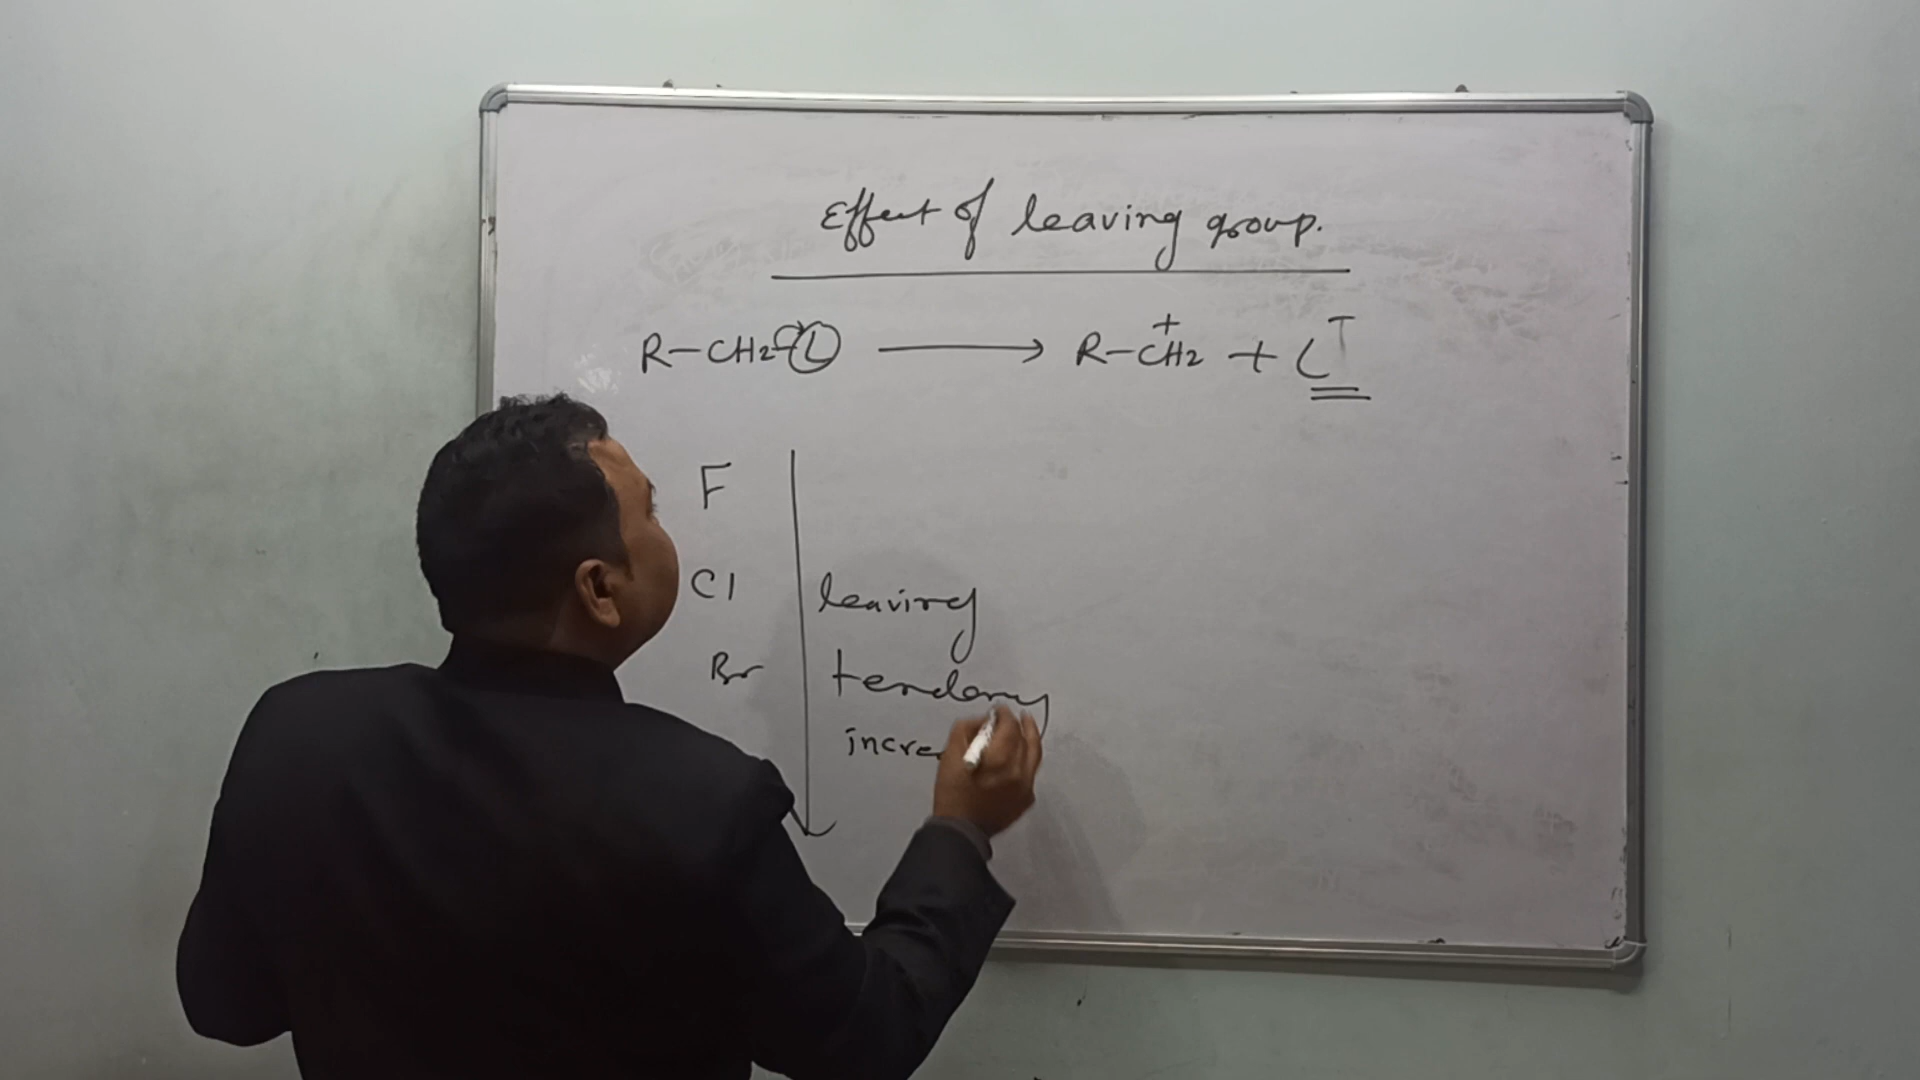 Effect of leaving group.
R-CH2-L ⟶ R-C⁺H2 + L⁻
F
Cl
leaving
Br
tendency
incre